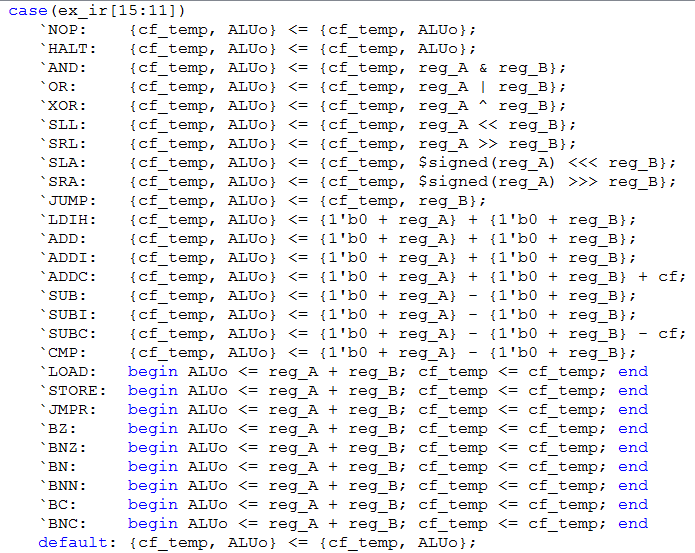 case(ex_ir[15:11])
`NOP: {cf_temp, ALUo} <= {cf_temp, ALUo};
`HALT: {cf_temp, ALUo} <= {cf_temp, ALUo};
`AND: {cf_temp, ALUo} <= {cf_temp, reg_A & reg_B};
`OR: {cf_temp, ALUo} <= {cf_temp, reg_A | reg_B};
`XOR: {cf_temp, ALUo} <= {cf_temp, reg_A ^ reg_B};
`SLL: {cf_temp, ALUo} <= {cf_temp, reg_A << reg_B};
`SRL: {cf_temp, ALUo} <= {cf_temp, reg_A >> reg_B};
`SLA: {cf_temp, ALUo} <= {cf_temp, $signed(reg_A) <<< reg_B};
`SRA: {cf_temp, ALUo} <= {cf_temp, $signed(reg_A) >>> reg_B};
`JUMP: {cf_temp, ALUo} <= {cf_temp, reg_B};
`LDIH: {cf_temp, ALUo} <= {1'b0 + reg_A} + {1'b0 + reg_B};
`ADD: {cf_temp, ALUo} <= {1'b0 + reg_A} + {1'b0 + reg_B};
`ADDI: {cf_temp, ALUo} <= {1'b0 + reg_A} + {1'b0 + reg_B};
`ADDC: {cf_temp, ALUo} <= {1'b0 + reg_A} + {1'b0 + reg_B} + cf;
`SUB: {cf_temp, ALUo} <= {1'b0 + reg_A} - {1'b0 + reg_B};
`SUBI: {cf_temp, ALUo} <= {1'b0 + reg_A} - {1'b0 + reg_B};
`SUBC: {cf_temp, ALUo} <= {1'b0 + reg_A} - {1'b0 + reg_B} - cf;
`CMP: {cf_temp, ALUo} <= {1'b0 + reg_A} - {1'b0 + reg_B};
`LOAD: begin ALUo <= reg_A + reg_B; cf_temp <= cf_temp; end
`STORE: begin ALUo <= reg_A + reg_B; cf_temp <= cf_temp; end
`JMPR: begin ALUo <= reg_A + reg_B; cf_temp <= cf_temp; end
`BZ: begin ALUo <= reg_A + reg_B; cf_temp <= cf_temp; end
`BNZ: begin ALUo <= reg_A + reg_B; cf_temp <= cf_temp; end
`BN: begin ALUo <= reg_A + reg_B; cf_temp <= cf_temp; end
`BNN: begin ALUo <= reg_A + reg_B; cf_temp <= cf_temp; end
`BC: begin ALUo <= reg_A + reg_B; cf_temp <= cf_temp; end
`BNC: begin ALUo <= reg_A + reg_B; cf_temp <= cf_temp; end
default: {cf_temp, ALUo} <= {cf_temp, ALUo};